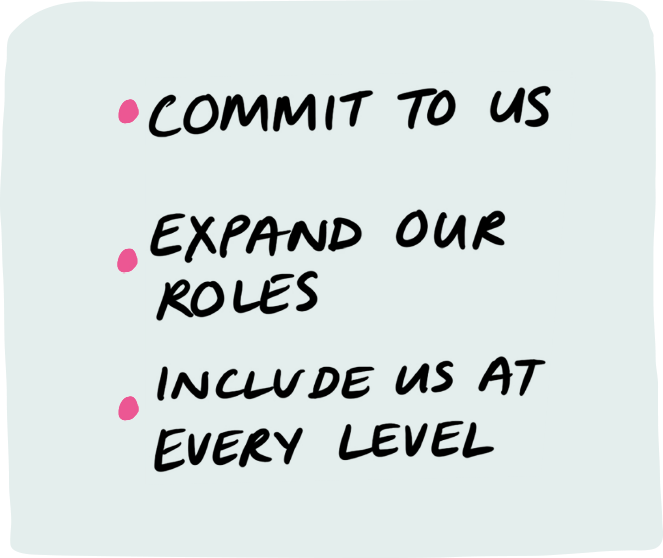 COMMIT TO US
EXPAND OUR
ROLES
INCLUDE US AT
EVERY LEVEL